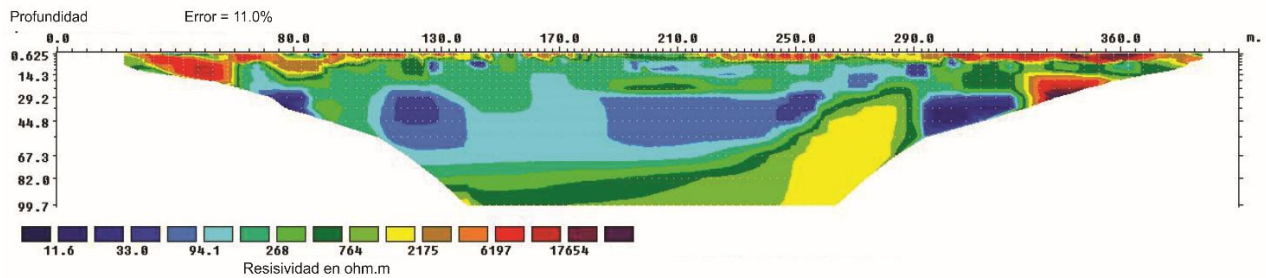 Profundidad Error = 11.0%
0.0 80.0 130.0 170.0 210.0 250.0 290.0 360.0 m.
0.625
14.3
29.2
44.8
67.3
82.0
99.7
11.6 33.0 94.1 268 764 2175 6197 17654
Resisividad en ohm.m